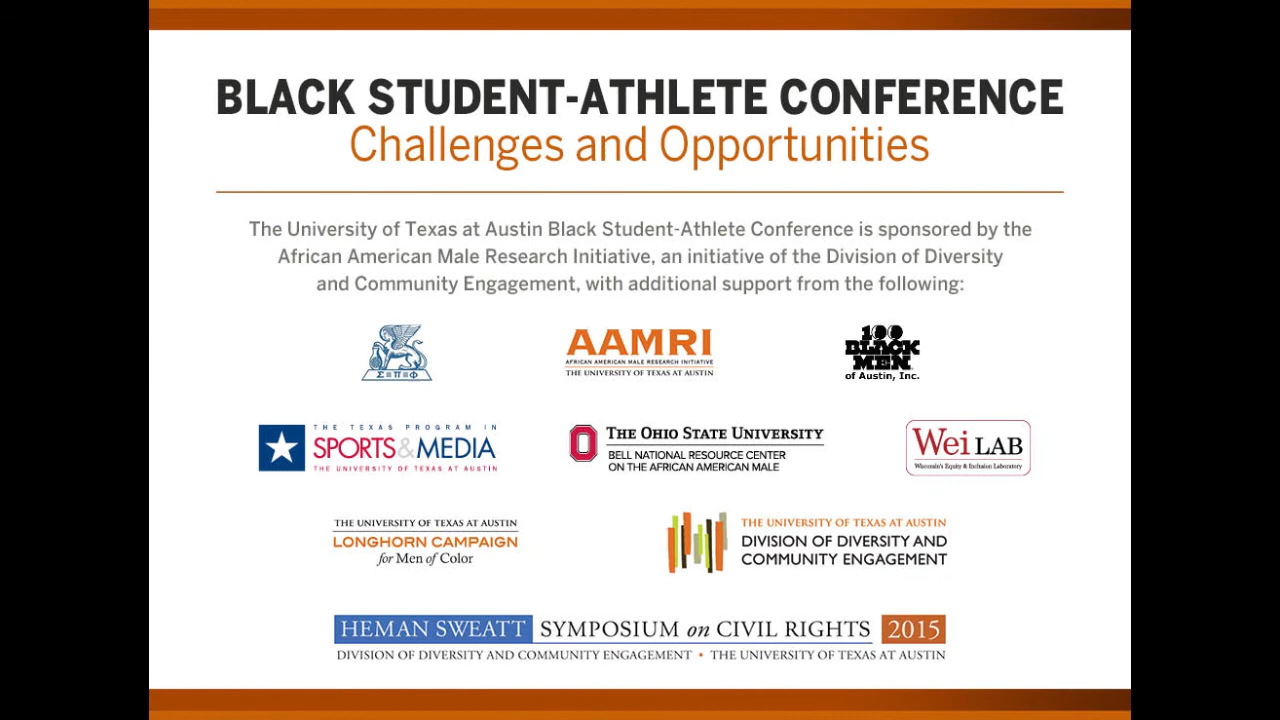 BLACK STUDENT-ATHLETE CONFERENCE
Challenges and Opportunities
The University of Texas at Austin Black Student-Athlete Conference is sponsored by the
African American Male Research Initiative, an initiative of the Division of Diversity
and Community Engagement, with additional support from the following:
Σ Π Φ
AAMRI
AFRICAN AMERICAN MALE RESEARCH INITIATIVE
THE UNIVERSITY OF TEXAS AT AUSTIN
100
BLACK
MEN
of Austin, Inc.
THE TEXAS PROGRAM IN
SPORTS & MEDIA
THE UNIVERSITY OF TEXAS AT AUSTIN
THE OHIO STATE UNIVERSITY
BELL NATIONAL RESOURCE CENTER
ON THE AFRICAN AMERICAN MALE
Wei LAB
Wisconsin's Equity & Inclusion Laboratory
THE UNIVERSITY OF TEXAS AT AUSTIN
LONGHORN CAMPAIGN
for Men of Color
THE UNIVERSITY OF TEXAS AT AUSTIN
DIVISION OF DIVERSITY AND
COMMUNITY ENGAGEMENT
HEMAN SWEATT SYMPOSIUM on CIVIL RIGHTS 2015
DIVISION OF DIVERSITY AND COMMUNITY ENGAGEMENT • THE UNIVERSITY OF TEXAS AT AUSTIN